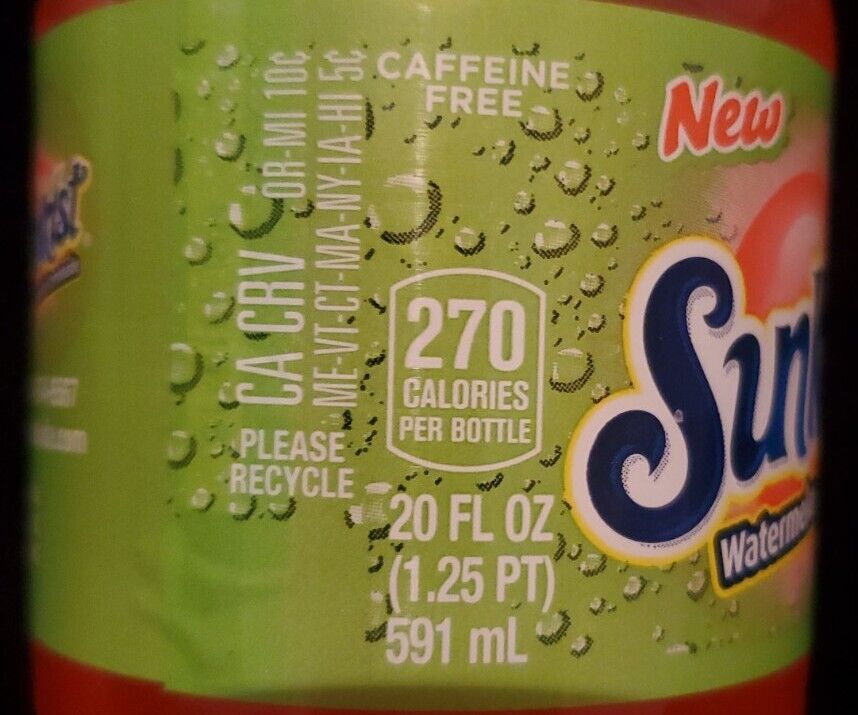 CAFFEINE
FREE
New
OR-MI 10¢
CA CRV
ME-VT-CT-MA-NY-IA-HI 5¢
270
CALORIES
PER BOTTLE
PLEASE
RECYCLE
20 FL OZ
(1.25 PT)
591 mL